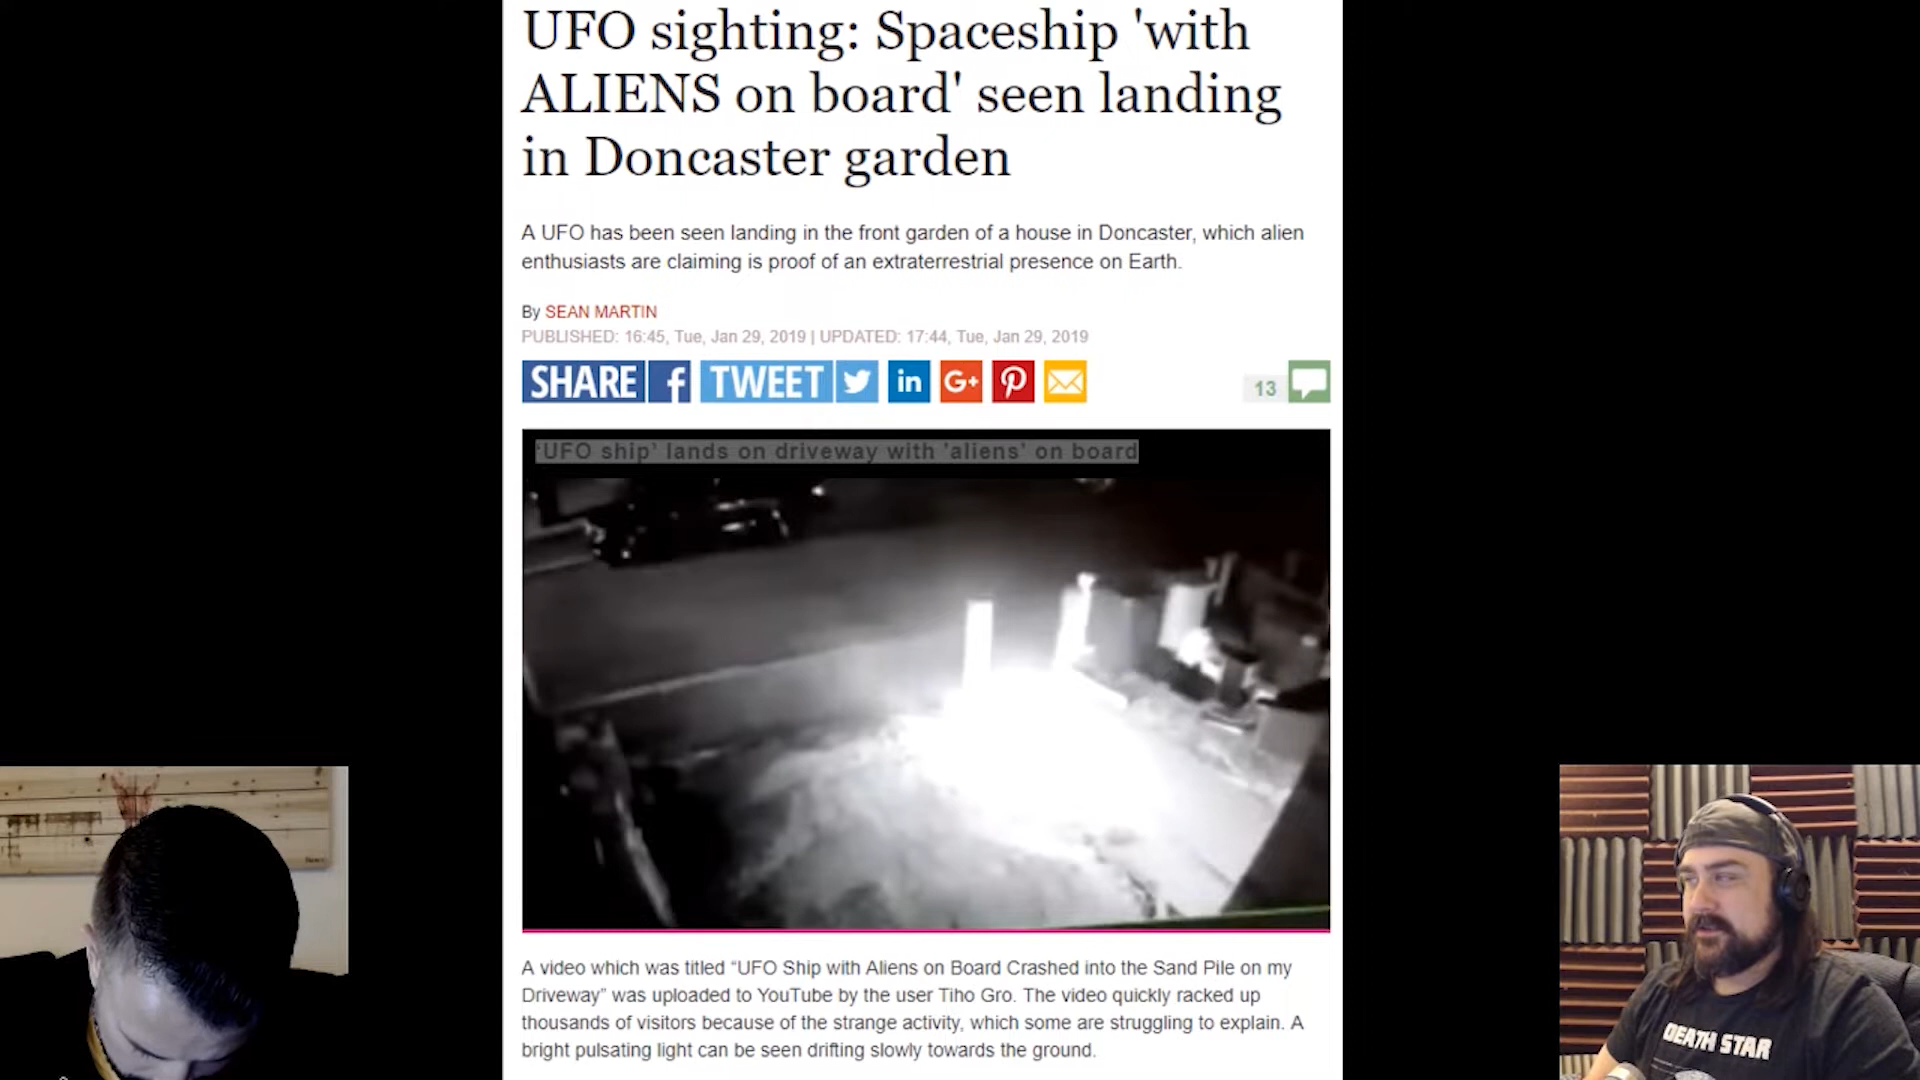 UFO sighting: Spaceship 'with
ALIENS on board' seen landing
in Doncaster garden
A UFO has been seen landing in the front garden of a house in Doncaster, which alien
enthusiasts are claiming is proof of an extraterrestrial presence on Earth.
By SEAN MARTIN
PUBLISHED: 16:45, Tue, Jan 29, 2019 | UPDATED: 17:44, Tue, Jan 29, 2019
SHARE f TWEET in G+ 13
'UFO ship' lands on driveway with 'aliens' on board
A video which was titled “UFO Ship with Aliens on Board Crashed into the Sand Pile on my
Driveway” was uploaded to YouTube by the user Tiho Gro. The video quickly racked up
thousands of visitors because of the strange activity, which some are struggling to explain. A
bright pulsating light can be seen drifting slowly towards the ground.
DEATH STAR